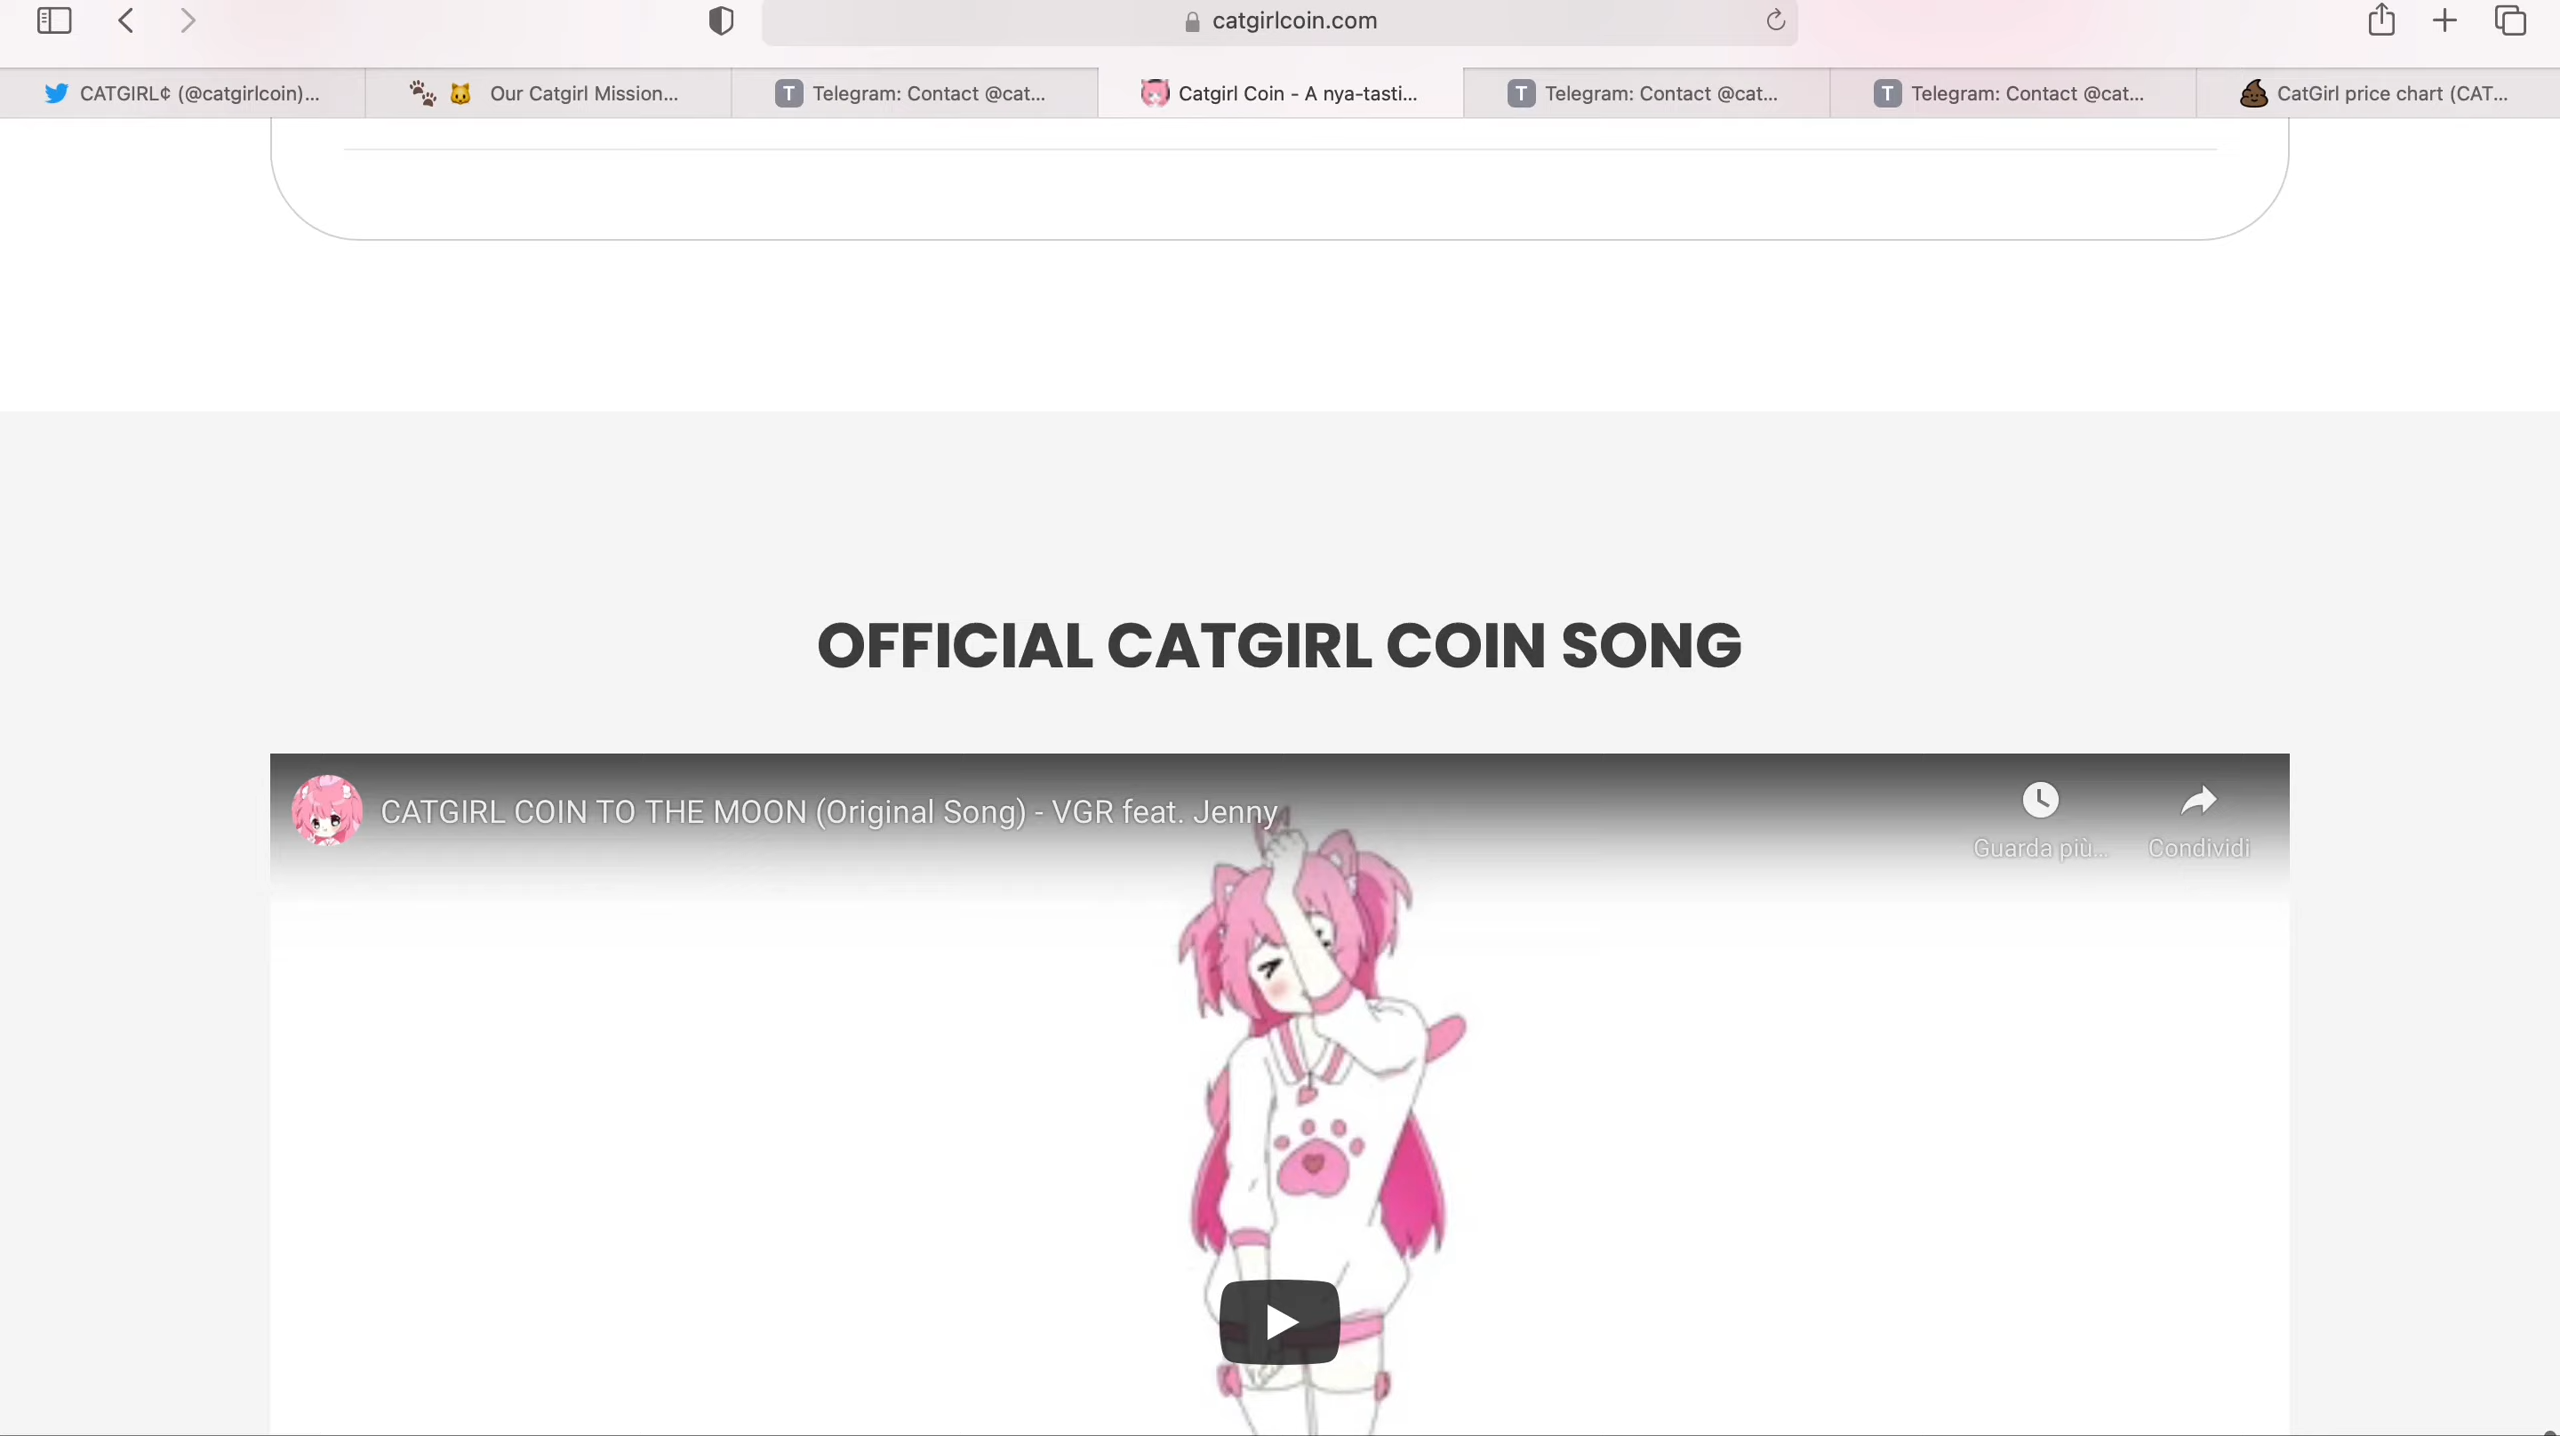 catgirlcoin.com
CATGIRL¢ (@catgirlcoin)...
Our Catgirl Mission...
T Telegram: Contact @cat...
Catgirl Coin - A nya-tasti...
T Telegram: Contact @cat...
T Telegram: Contact @cat...
CatGirl price chart (CAT...
OFFICIAL CATGIRL COIN SONG
CATGIRL COIN TO THE MOON (Original Song) - VGR feat. Jenny
Guarda più...
Condividi